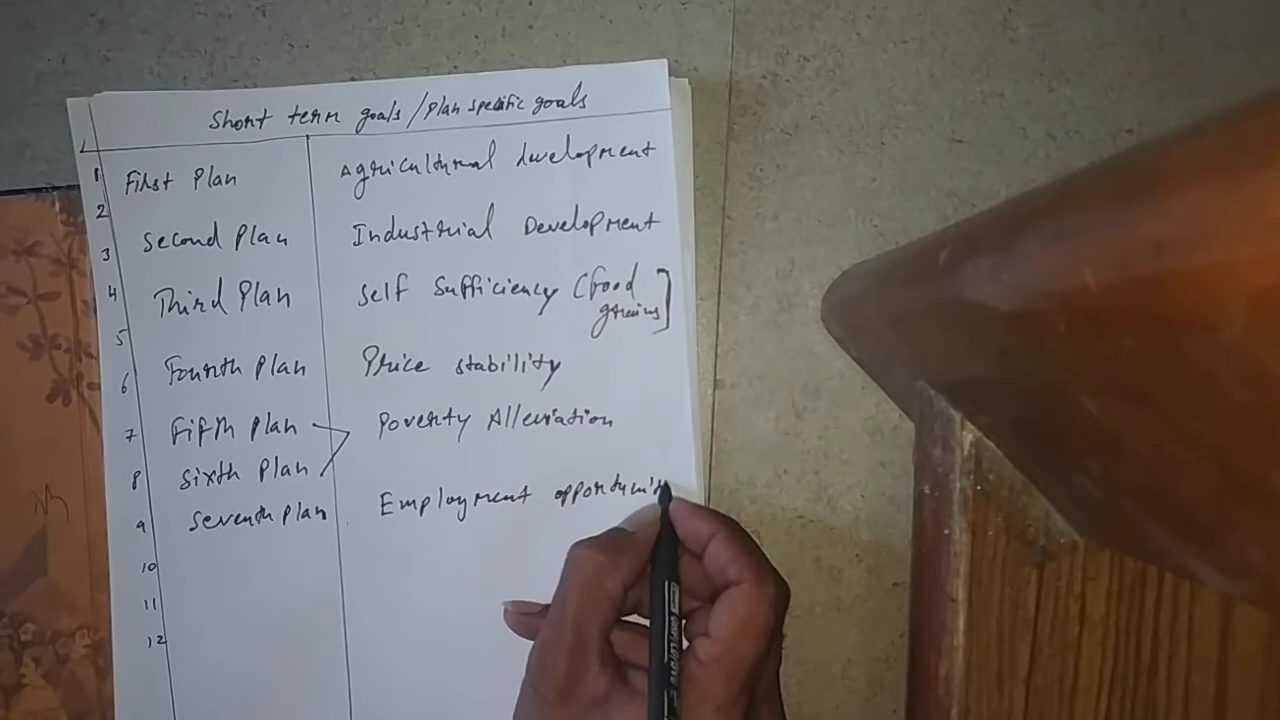 Short term goals/plan specific goals
1 First Plan Agricultural development
2
Second Plan Industrial Development
3
4 Third Plan Self Sufficiency (food
grains)
5
Fourth Plan Price stability
6
7 Fifth plan Poverty Alleviation
8 Sixth Plan
9 Seventh plan Employment opportuni
10
11
12